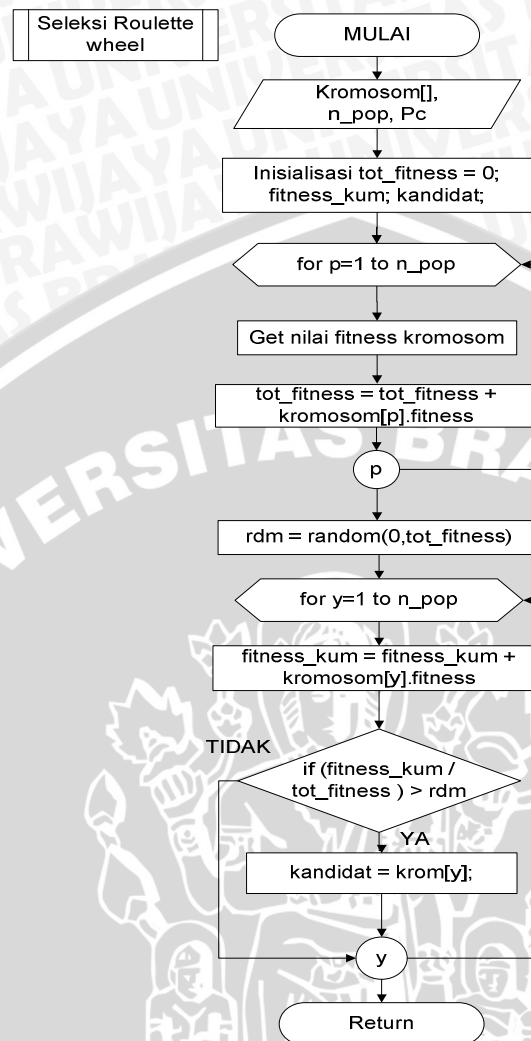 Seleksi Roulette
wheel
MULAI
Kromosom[],
n_pop, Pc
Inisialisasi tot_fitness = 0;
fitness_kum; kandidat;
for p=1 to n_pop
Get nilai fitness kromosom
tot_fitness = tot_fitness +
kromosom[p].fitness
p
rdm = random(0,tot_fitness)
for y=1 to n_pop
fitness_kum = fitness_kum +
kromosom[y].fitness
TIDAK
if (fitness_kum /
tot_fitness ) > rdm
YA
kandidat = krom[y];
y
Return